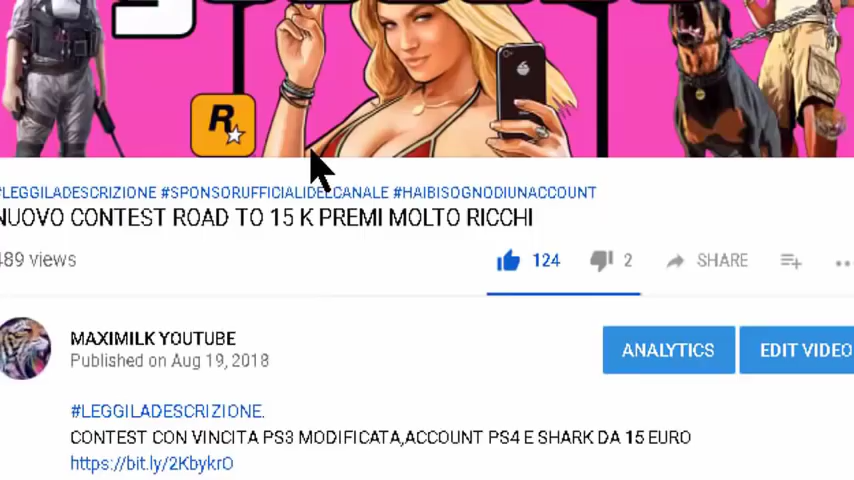 R
#LEGGILADESCRIZIONE #SPONSORUFFICIALIDELCANALE #HAIBISOGNODIUNACCOUNT
NUOVO CONTEST ROAD TO 15 K PREMI MOLTO RICCHI
489 views
124
2
SHARE
MAXIMILK YOUTUBE
Published on Aug 19, 2018
ANALYTICS
EDIT VIDEO
#LEGGILADESCRIZIONE.
CONTEST CON VINCITA PS3 MODIFICATA,ACCOUNT PS4 E SHARK DA 15 EURO
https://bit.ly/2KbykrO